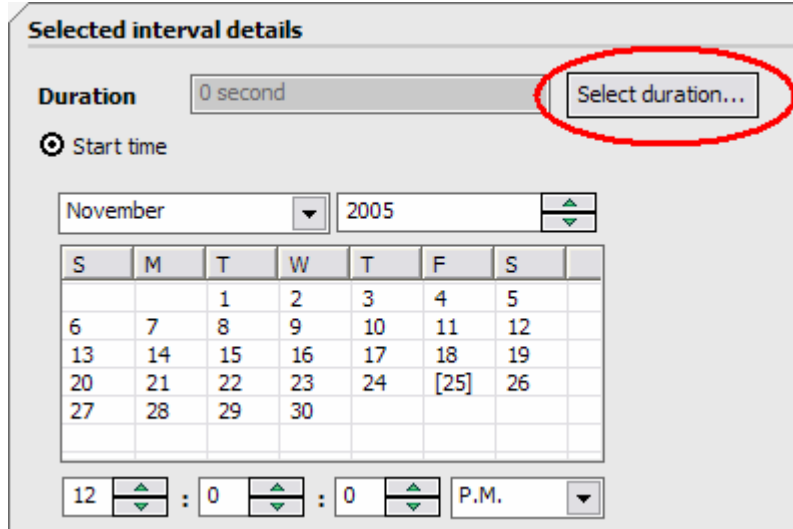 Selected interval details
Duration 0 second Select duration...
Start time
November 2005
S M T W T F S
1 2 3 4 5
6 7 8 9 10 11 12
13 14 15 16 17 18 19
20 21 22 23 24 [25] 26
27 28 29 30
12 : 0 : 0 P.M.